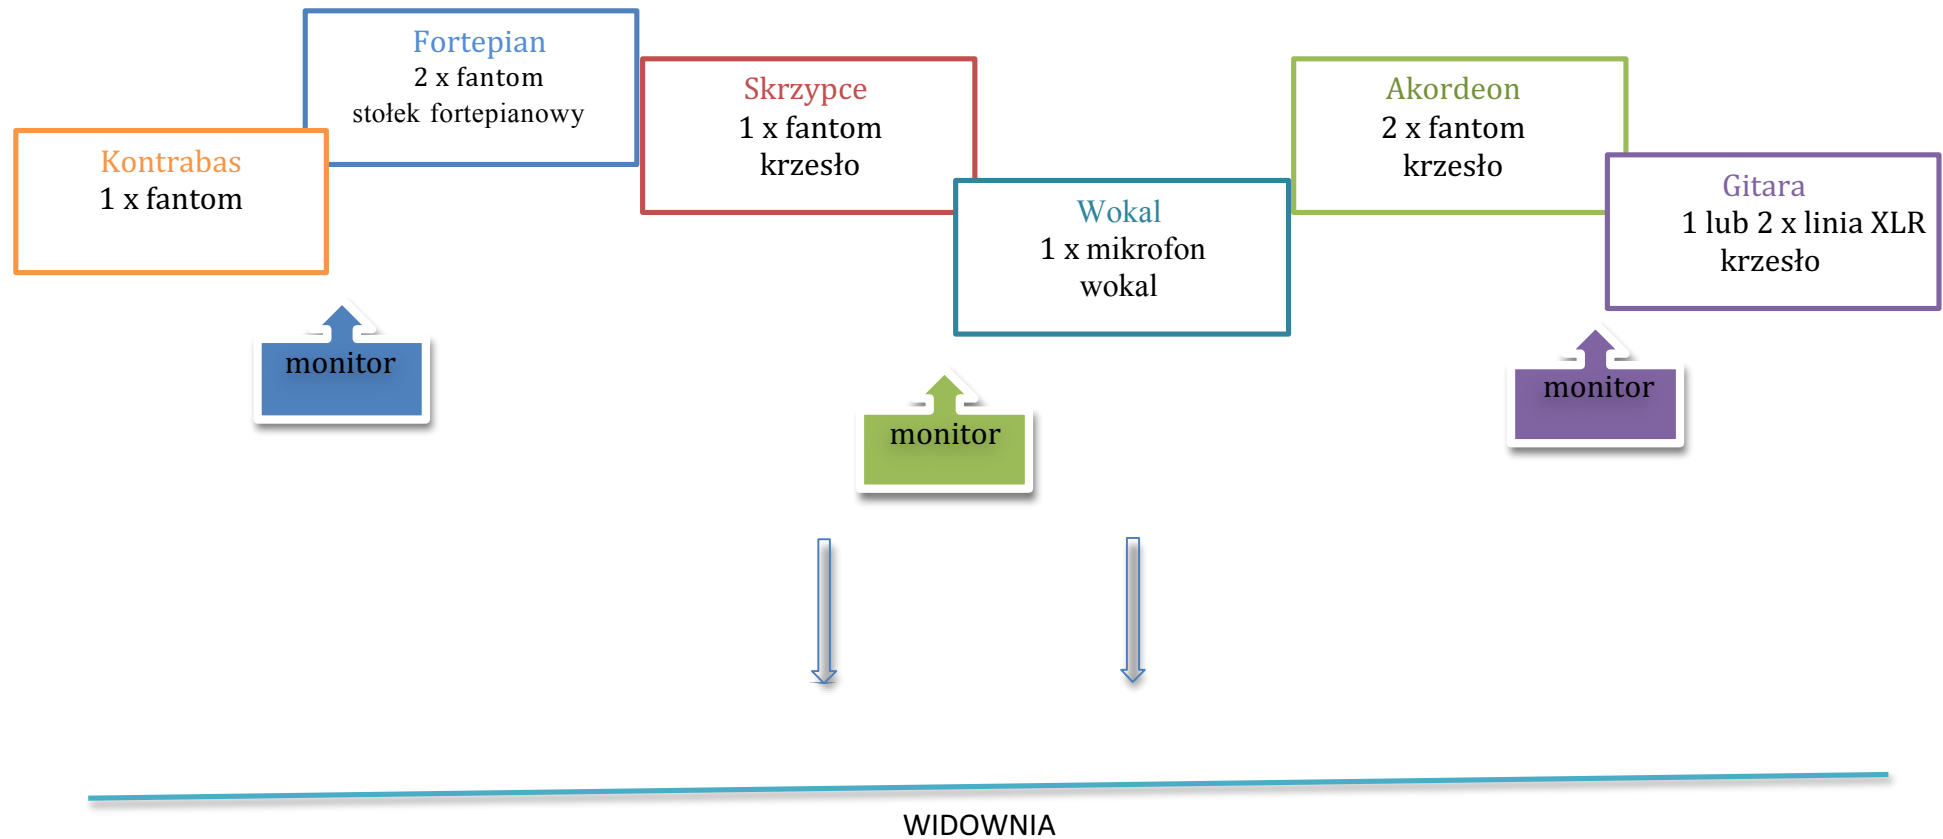 Fortepian
2 x fantom
stołek fortepianowy
Kontrabas
1 x fantom
Skrzypce
1 x fantom
krzesło
Wokal
1 x mikrofon
wokal
Akordeon
2 x fantom
krzesło
Gitara
1 lub 2 x linia XLR
krzesło
monitor
monitor
monitor
WIDOWNIA